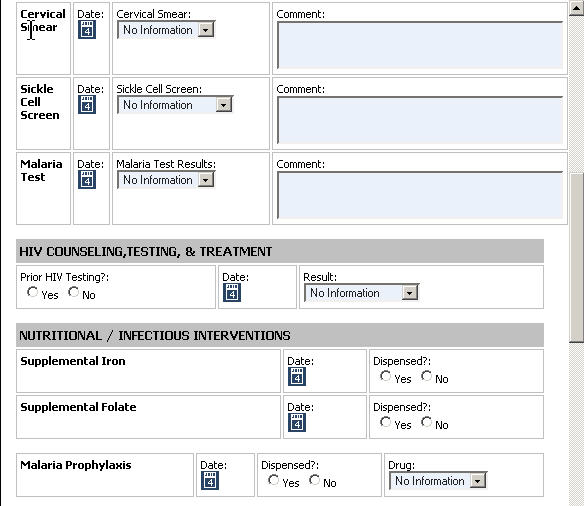 Cervical Smear
Date:
4
Cervical Smear:
No Information
Comment:
Sickle Cell Screen
Date:
4
Sickle Cell Screen:
No Information
Comment:
Malaria Test
Date:
4
Malaria Test Results:
No Information
Comment:
HIV COUNSELING,TESTING, & TREATMENT
Prior HIV Testing?:
Yes No
Date:
4
Result:
No Information
NUTRITIONAL / INFECTIOUS INTERVENTIONS
Supplemental Iron
Date:
4
Dispensed?:
Yes No
Supplemental Folate
Date:
4
Dispensed?:
Yes No
Malaria Prophylaxis
Date:
4
Dispensed?:
Yes No
Drug:
No Information